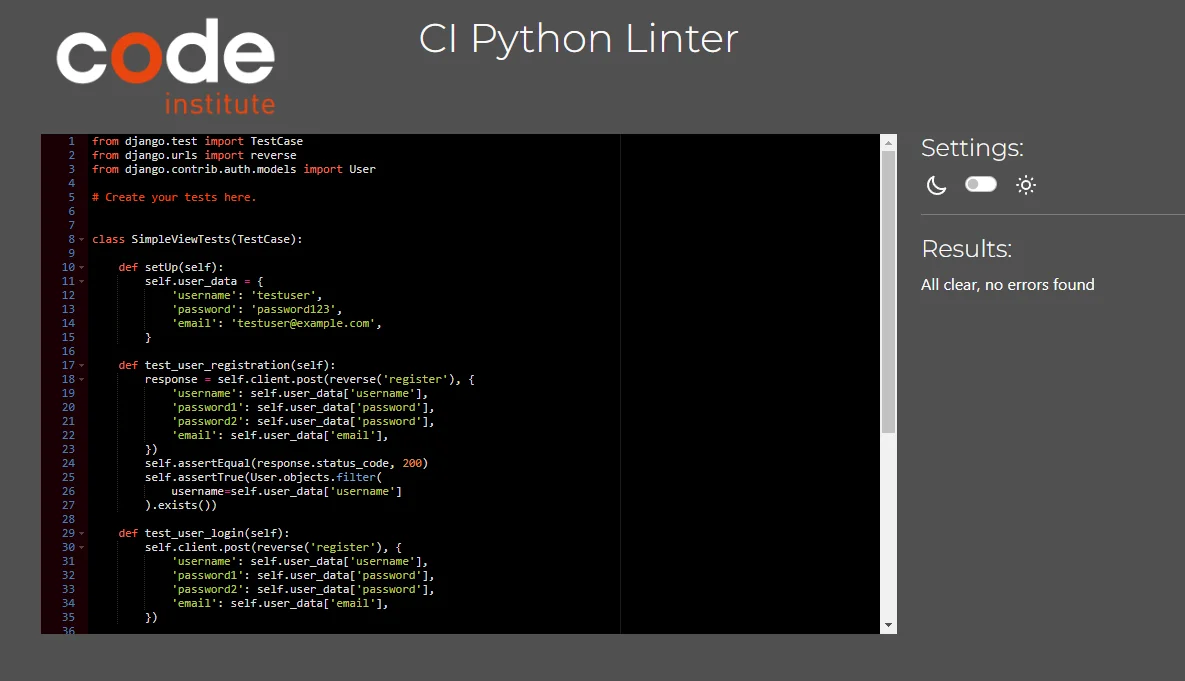 code
institute
CI Python Linter
1 from django.test import TestCase
2 from django.urls import reverse
3 from django.contrib.auth.models import User
4
5 # Create your tests here.
6
7
8 class SimpleViewTests(TestCase):
9
10     def setUp(self):
11         self.user_data = {
12             'username': 'testuser',
13             'password': 'password123',
14             'email': 'testuser@example.com',
15         }
16
17     def test_user_registration(self):
18         response = self.client.post(reverse('register'), {
19             'username': self.user_data['username'],
20             'password1': self.user_data['password'],
21             'password2': self.user_data['password'],
22             'email': self.user_data['email'],
23         })
24         self.assertEqual(response.status_code, 200)
25         self.assertTrue(User.objects.filter(
26             username=self.user_data['username']
27         ).exists())
28
29     def test_user_login(self):
30         self.client.post(reverse('register'), {
31             'username': self.user_data['username'],
32             'password1': self.user_data['password'],
33             'password2': self.user_data['password'],
34             'email': self.user_data['email'],
35         })
36
Settings:
Results:
All clear, no errors found